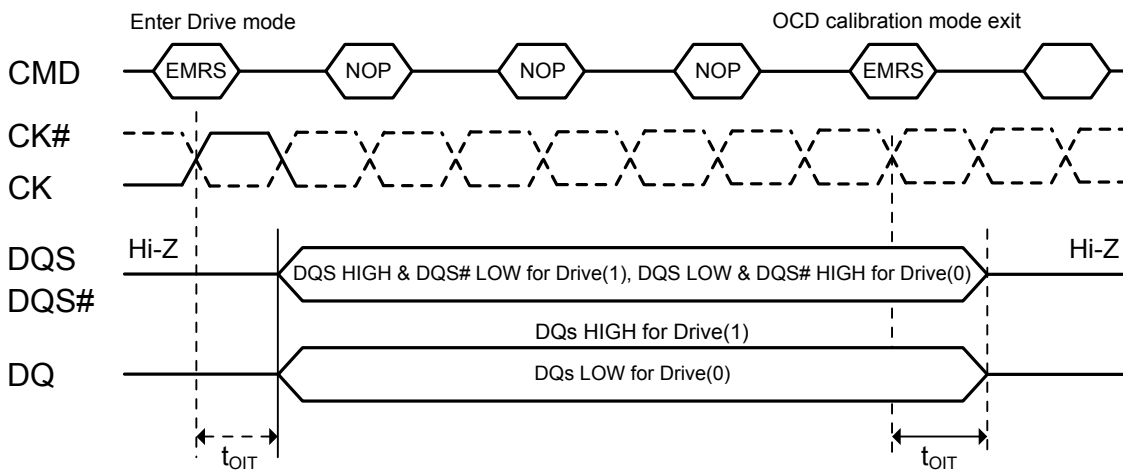 Enter Drive mode
OCD calibration mode exit
CMD
EMRS
NOP
NOP
NOP
EMRS
CK#
CK
Hi-Z
Hi-Z
DQS
DQS HIGH & DQS# LOW for Drive(1), DQS LOW & DQS# HIGH for Drive(0)
DQS#
DQs HIGH for Drive(1)
DQ
DQs LOW for Drive(0)
tOIT
tOIT